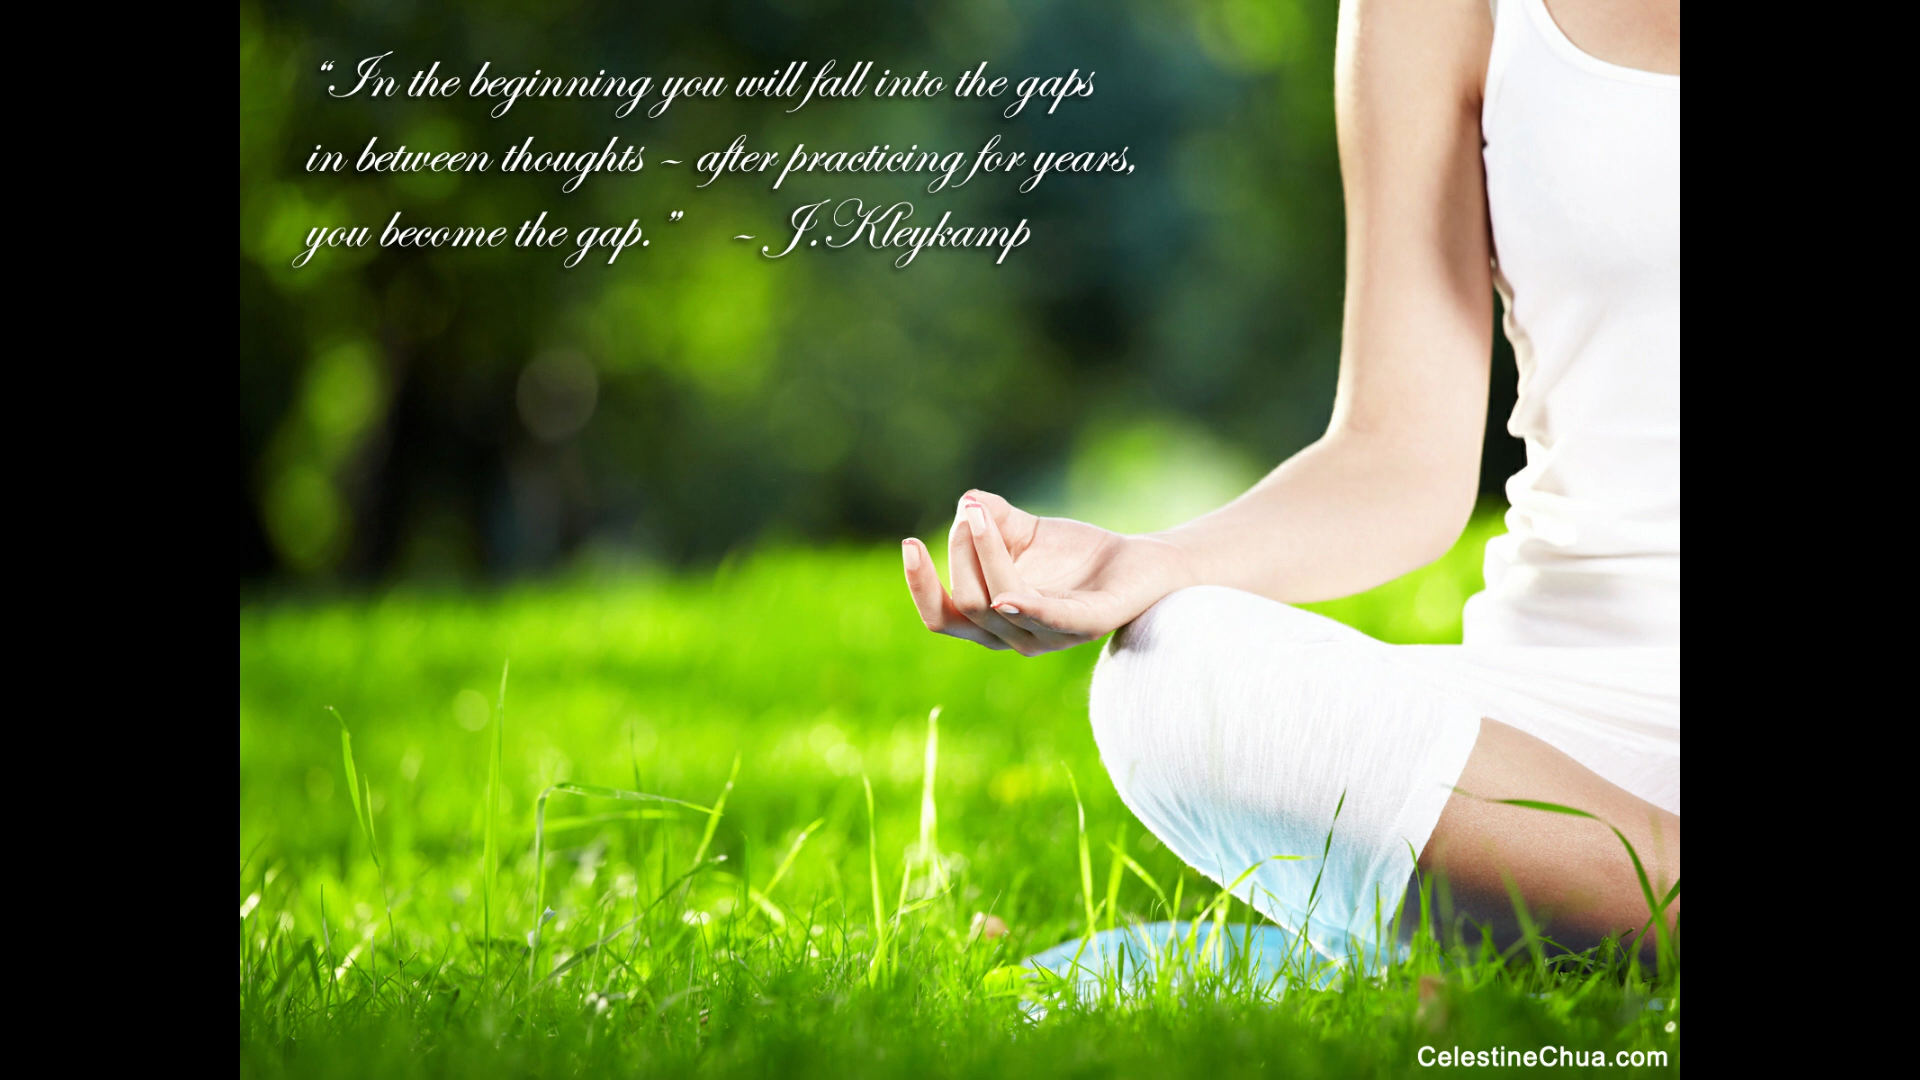 “In the beginning you will fall into the gaps
in between thoughts ~ after practicing for years,
you become the gap.” ~ J.Kleykamp
CelestineChua.com